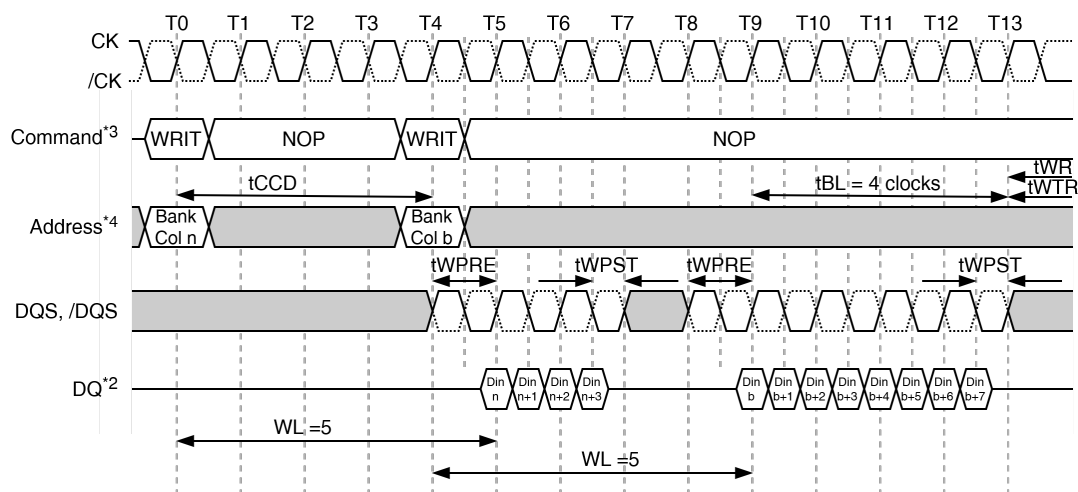 T0 T1 T2 T3 T4 T5 T6 T7 T8 T9 T10 T11 T12 T13
CK
/CK
Command*3 WRIT NOP WRIT NOP
tWR
tCCD tBL = 4 clocks tWTR
Address*4 Bank Col n Bank Col b
tWPRE tWPST tWPRE tWPST
DQS, /DQS
DQ*2
Din n
Din n+1
Din n+2
Din n+3
Din b
Din b+1
Din b+2
Din b+3
Din b+4
Din b+5
Din b+6
Din b+7
WL =5
WL =5